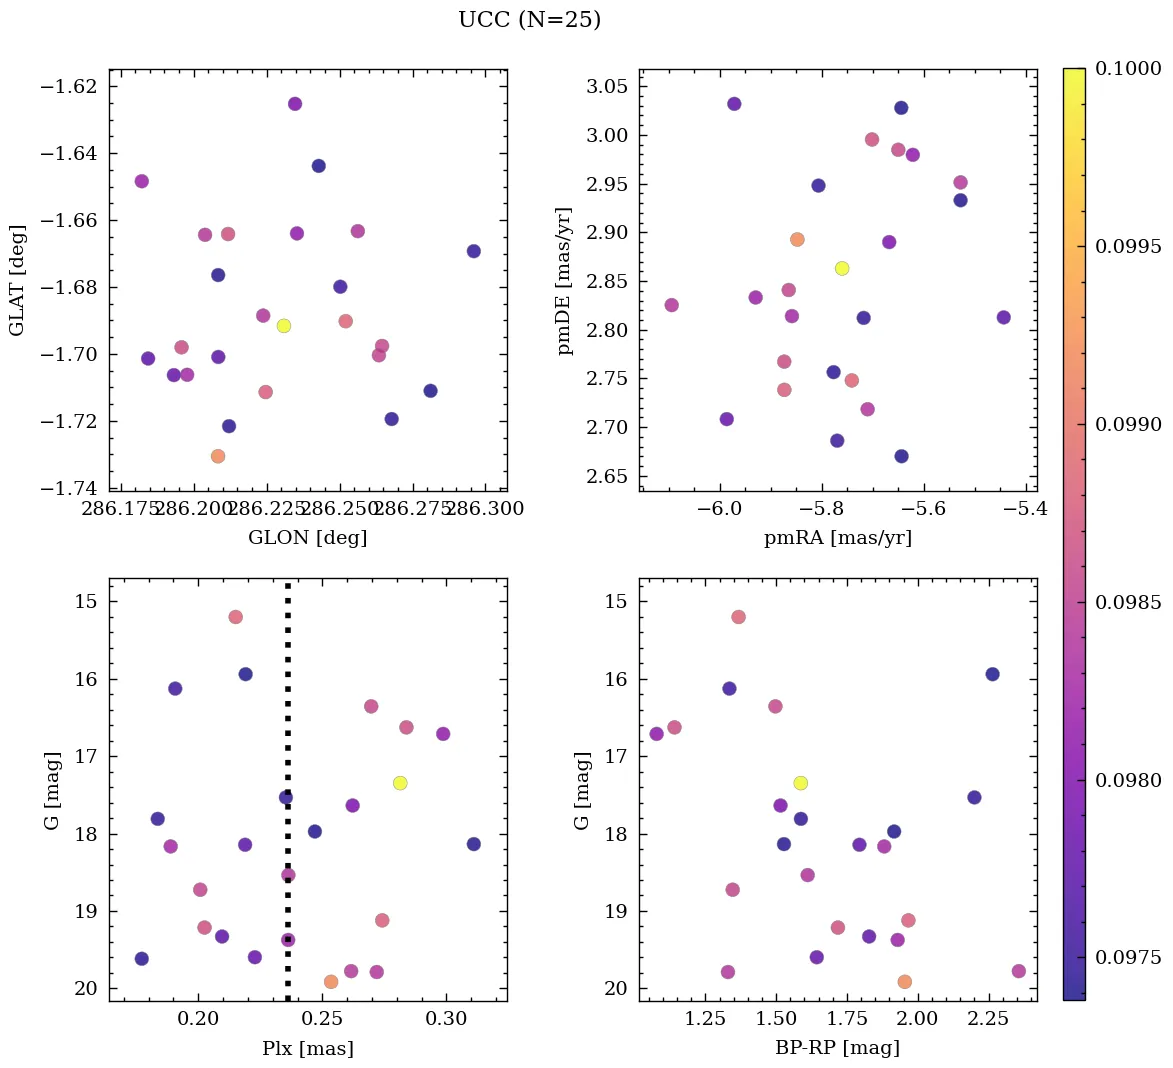 UCC (N=25)
−1.62
−1.64
−1.66
−1.68
−1.70
−1.72
−1.74
GLAT [deg]
286.175 286.200 286.225 286.250 286.275 286.300
GLON [deg]
3.05
3.00
2.95
2.90
2.85
2.80
2.75
2.70
2.65
pmDE [mas/yr]
−6.0 −5.8 −5.6 −5.4
pmRA [mas/yr]
15
16
17
18
19
20
G [mag]
0.20 0.25 0.30
Plx [mas]
15
16
17
18
19
20
G [mag]
1.25 1.50 1.75 2.00 2.25
BP-RP [mag]
0.1000
0.0995
0.0990
0.0985
0.0980
0.0975